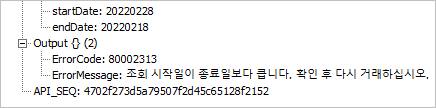 startDate: 20220228
endDate: 20220218
Output {} (2)
ErrorCode: 80002313
ErrorMessage: 조회 시작일이 종료일보다 큽니다. 확인 후 다시 거래하십시오.
API_SEQ: 4702f273d5a79507f2d45c65128f2152